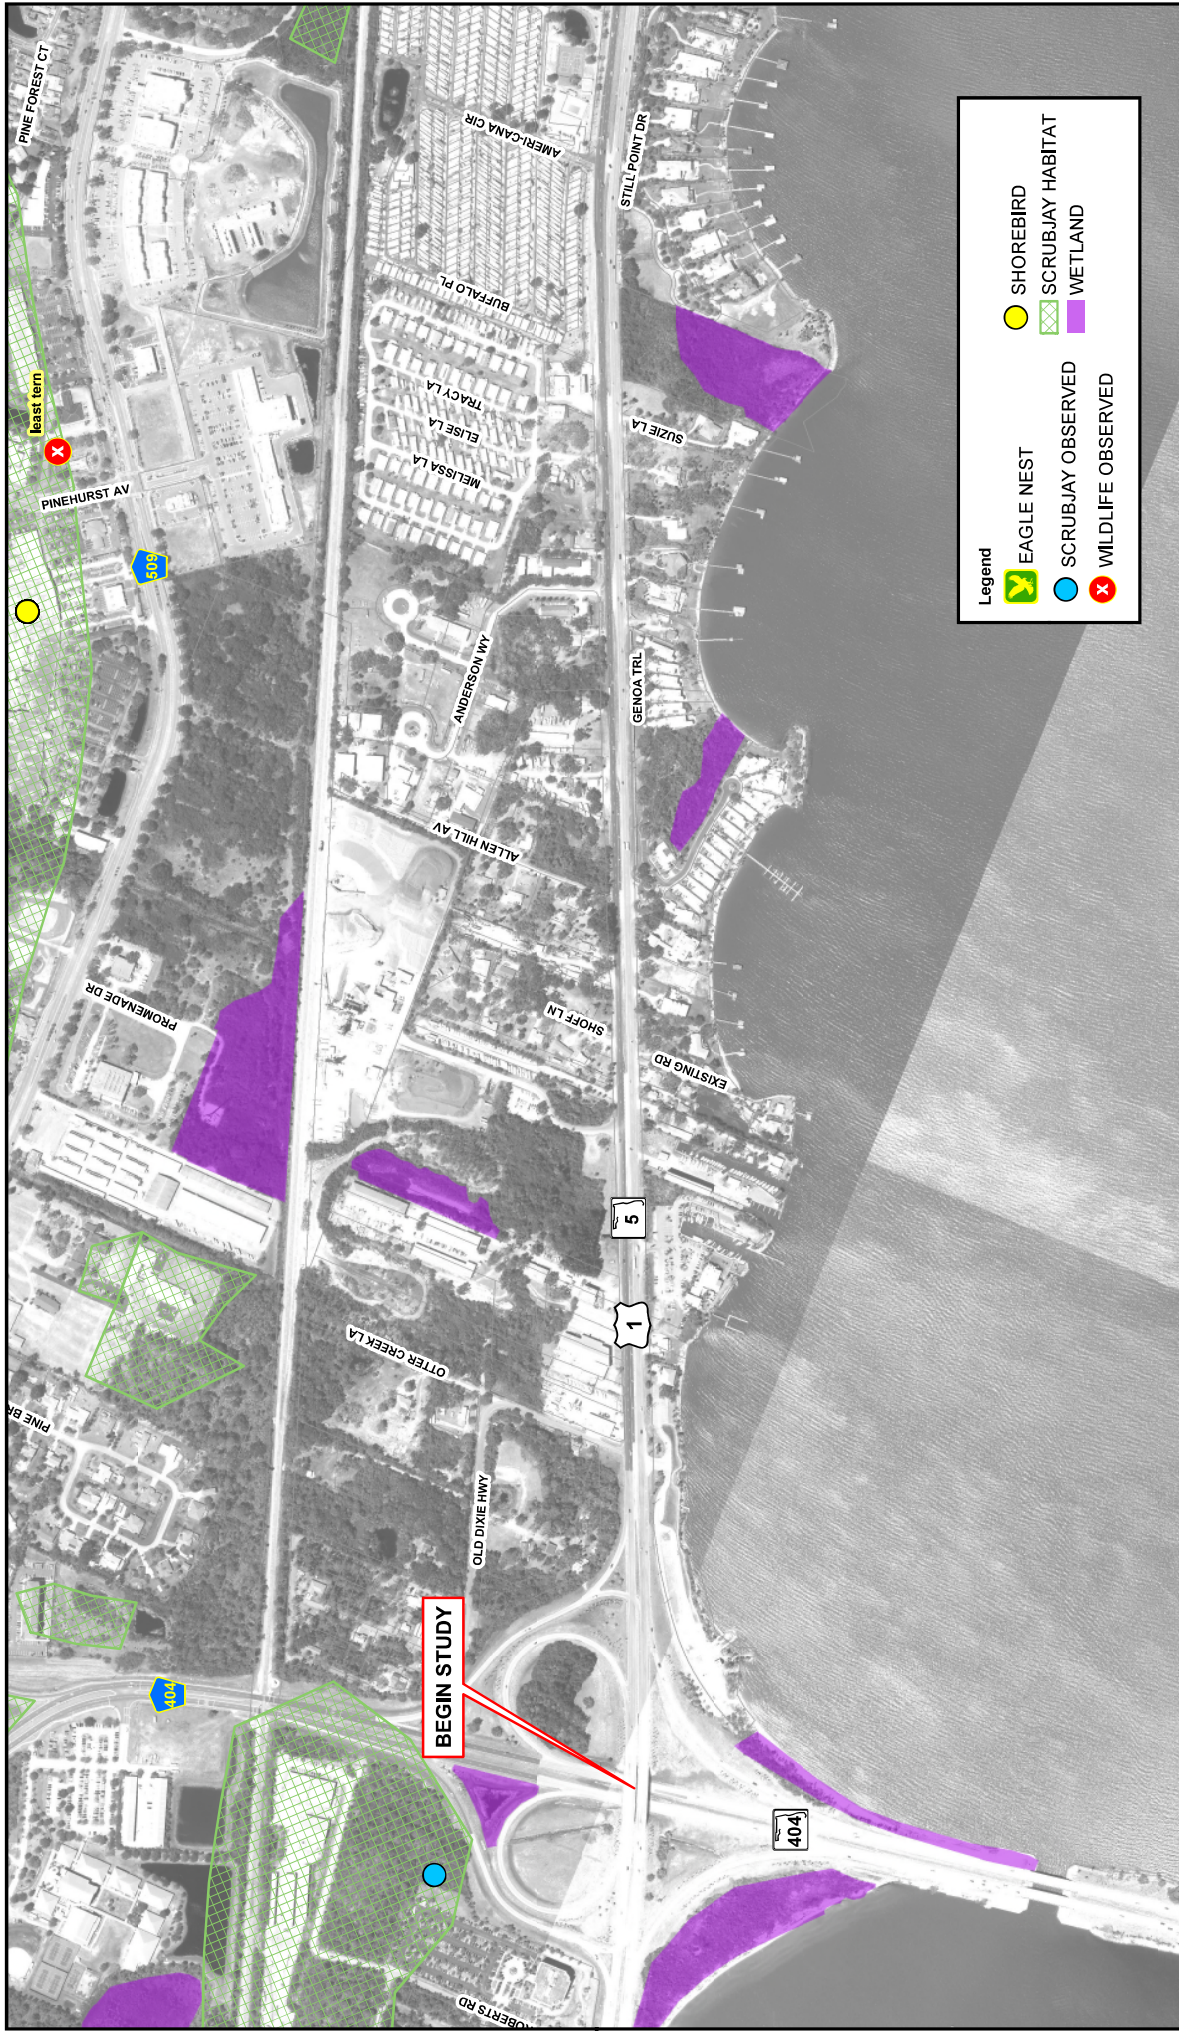 PINE FOREST CT
AMERI-CANA CIR
STILL POINT DR
BUFFALO PL
least tern
X
TRACY LA
ELISE LA
MELISSA LA
SUZIE LA
PINEHURST AV
509
ANDERSON WY
GENOA TRL
ALLEN HILL AV
PROMENADE DR
SHOFF LN
EXISTING RD
5
1
OTTER CREEK LA
PINE BR
OLD DIXIE HWY
BEGIN STUDY
404
404
ROBERTS RD
Legend
EAGLE NEST
SCRUBJAY OBSERVED
X
WILDLIFE OBSERVED
SHOREBIRD
SCRUBJAY HABITAT
WETLAND